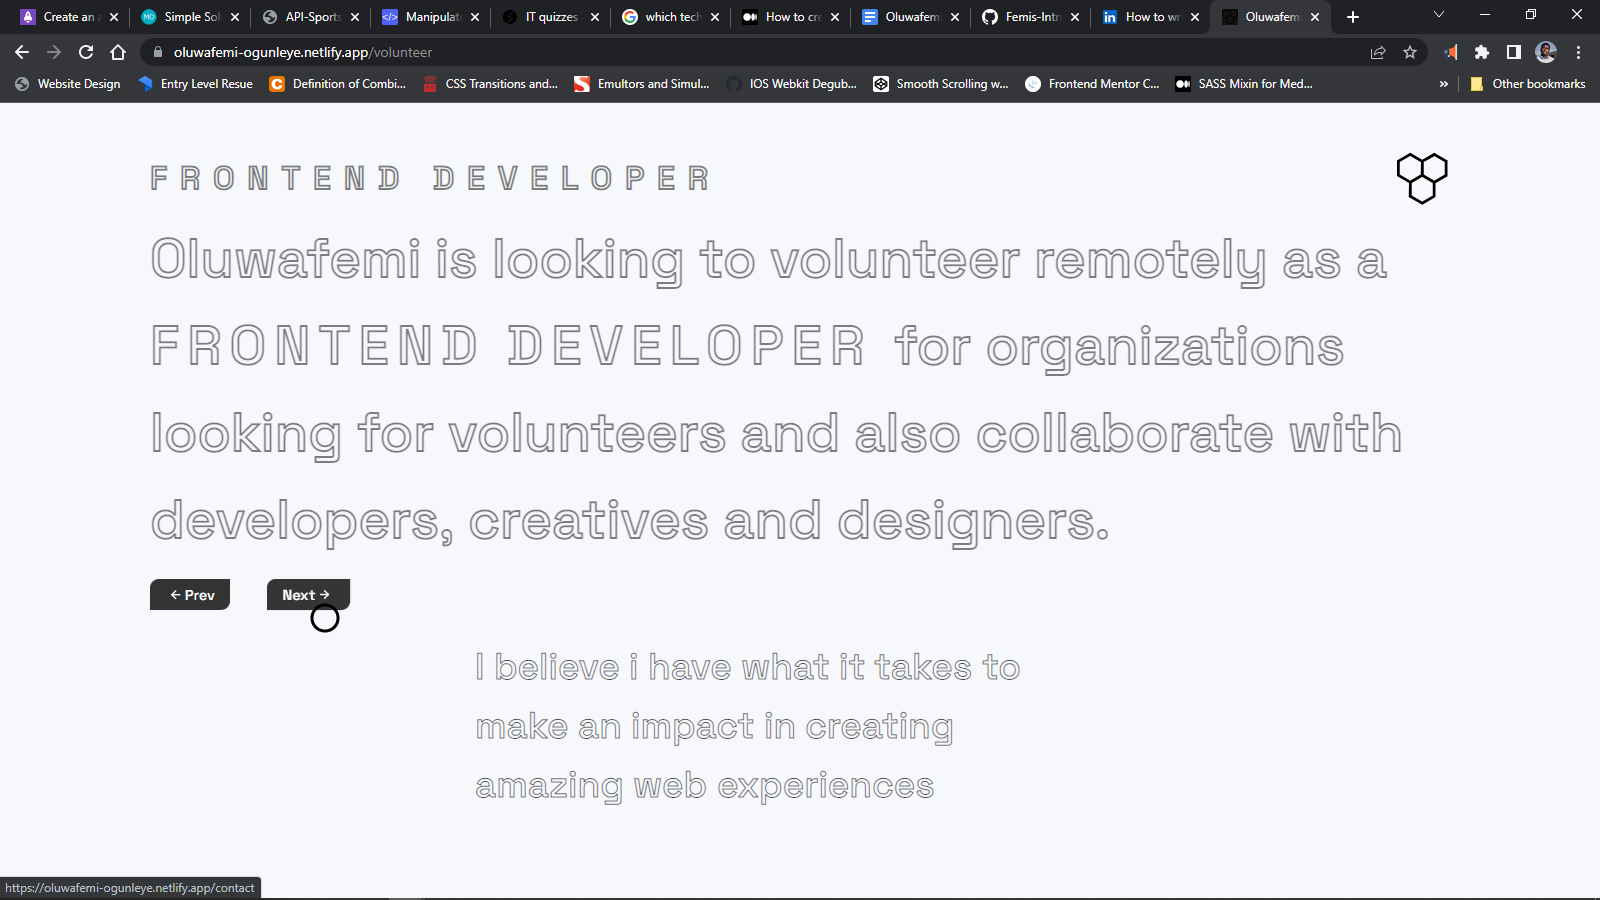 Create an
Simple Sol
API-Sports
Manipulat
IT quizzes
which tech
How to cre
Oluwafemi
Femis-Intr
How to wr
Oluwafemi
oluwafemi-ogunleye.netlify.app/volunteer
Website Design
Entry Level Resue
Definition of Combi...
CSS Transitions and...
Emultors and Simul...
IOS Webkit Degub...
Smooth Scrolling w...
Frontend Mentor C...
SASS Mixin for Med...
»
Other bookmarks
FRONTEND DEVELOPER
Oluwafemi is looking to volunteer remotely as a
FRONTEND DEVELOPER for organizations
looking for volunteers and also collaborate with
developers, creatives and designers.
← Prev
Next →
I believe i have what it takes to
make an impact in creating
amazing web experiences
https://oluwafemi-ogunleye.netlify.app/contact